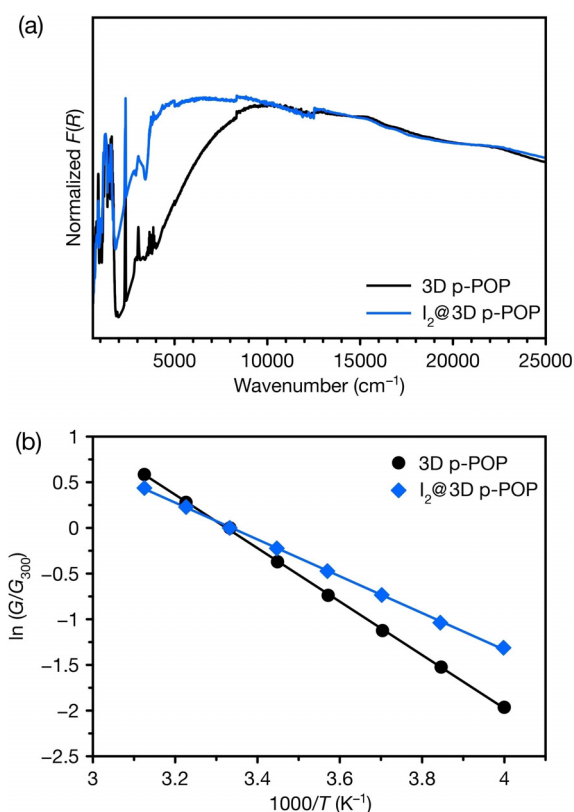 (a)
Normalized F(R)
3D p-POP
I₂@3D p-POP
5000 10000 15000 20000 25000
Wavenumber (cm⁻¹)
(b)
1
0.5
0
−0.5
−1
−1.5
−2
−2.5
ln (G/G₃₀₀)
3D p-POP
I₂@3D p-POP
3 3.2 3.4 3.6 3.8 4
1000/T (K⁻¹)